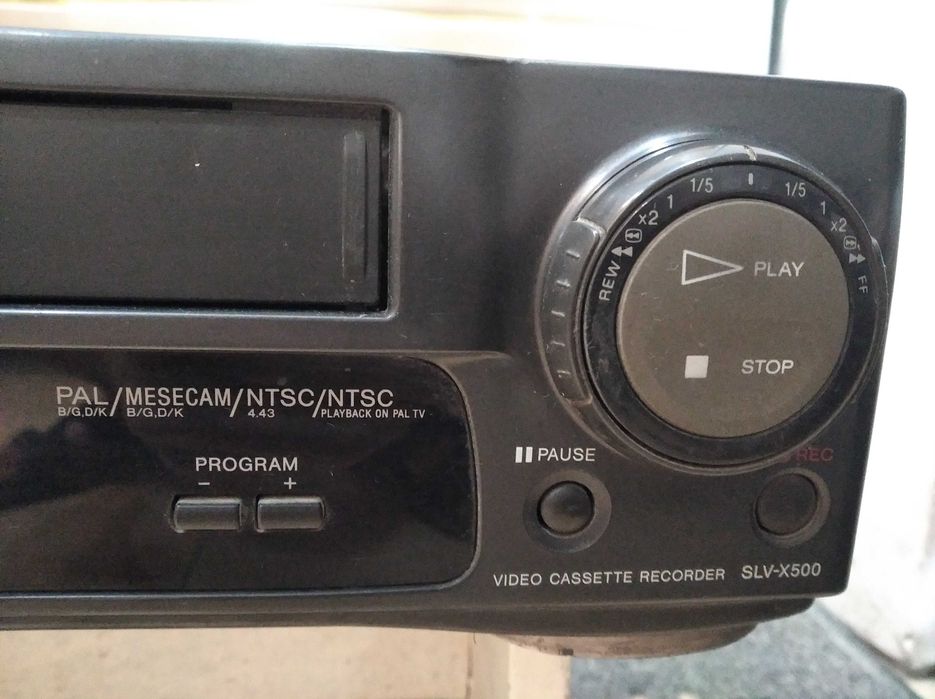 1/5 1/5
1 1
x2 x2
REW FF
PLAY
STOP
PAL/MESECAM/NTSC/NTSC
B/G,D/K B/G,D/K 4.43 PLAYBACK ON PAL TV
PROGRAM
- +
PAUSE REC
VIDEO CASSETTE RECORDER SLV-X500